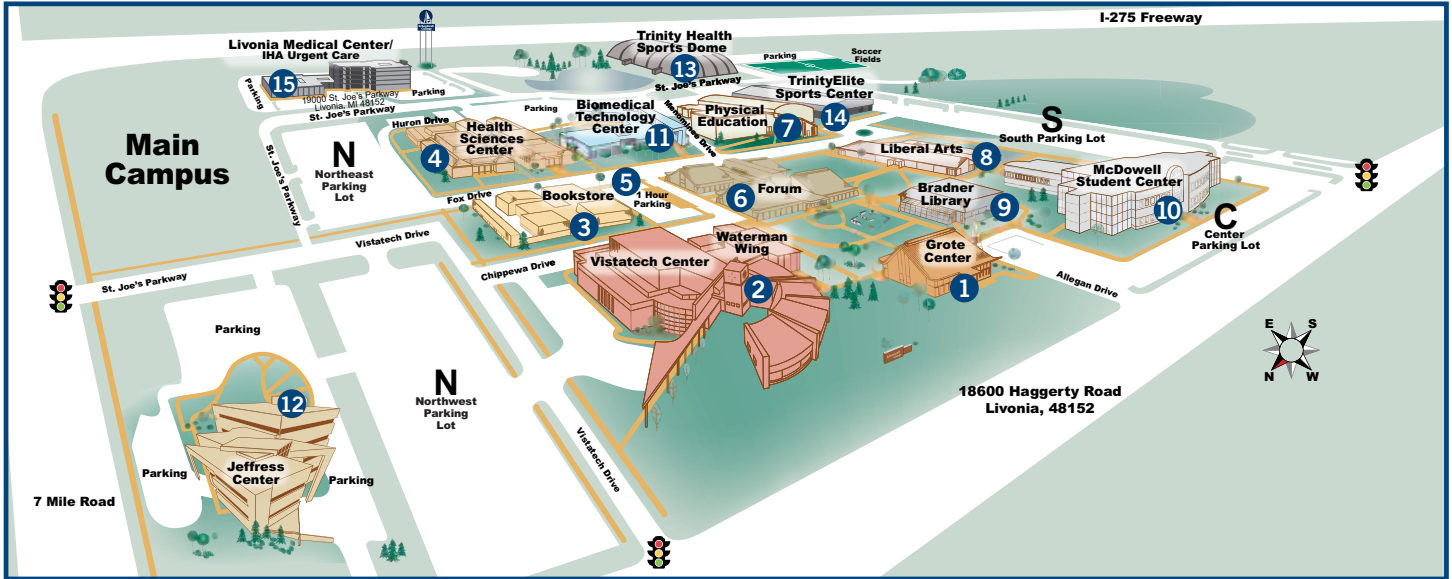 I-275 Freeway
Livonia Medical Center/
IHA Urgent Care
15
19000 St. Joe's Parkway
Livonia, MI 48152
Parking
Parking
St. Joe's Parkway
Trinity Health
Sports Dome
13
St. Joe's Parkway
Parking
Soccer
Fields
TrinityElite
Sports Center
14
Main
Campus
St. Joe's Parkway
N
Northeast
Parking
Lot
Huron Drive
Health
Sciences
Center
4
Parking
Biomedical
Technology
Center
11
Menominee Drive
Physical
Education
7
S
South Parking Lot
Liberal Arts
8
McDowell
Student Center
10
C
Center
Parking Lot
Fox Drive
Bookstore
3
5
1 Hour
Parking
Forum
6
Bradner
Library
9
Vistatech Drive
St. Joe's Parkway
Chippewa Drive
Vistatech Center
Waterman
Wing
2
Grote
Center
1
Allegan Drive
E
S
N
W
Parking
N
Northwest
Parking
Lot
18600 Haggerty Road
Livonia, 48152
12
Jeffress
Center
Parking
Parking
Vistatech Drive
7 Mile Road